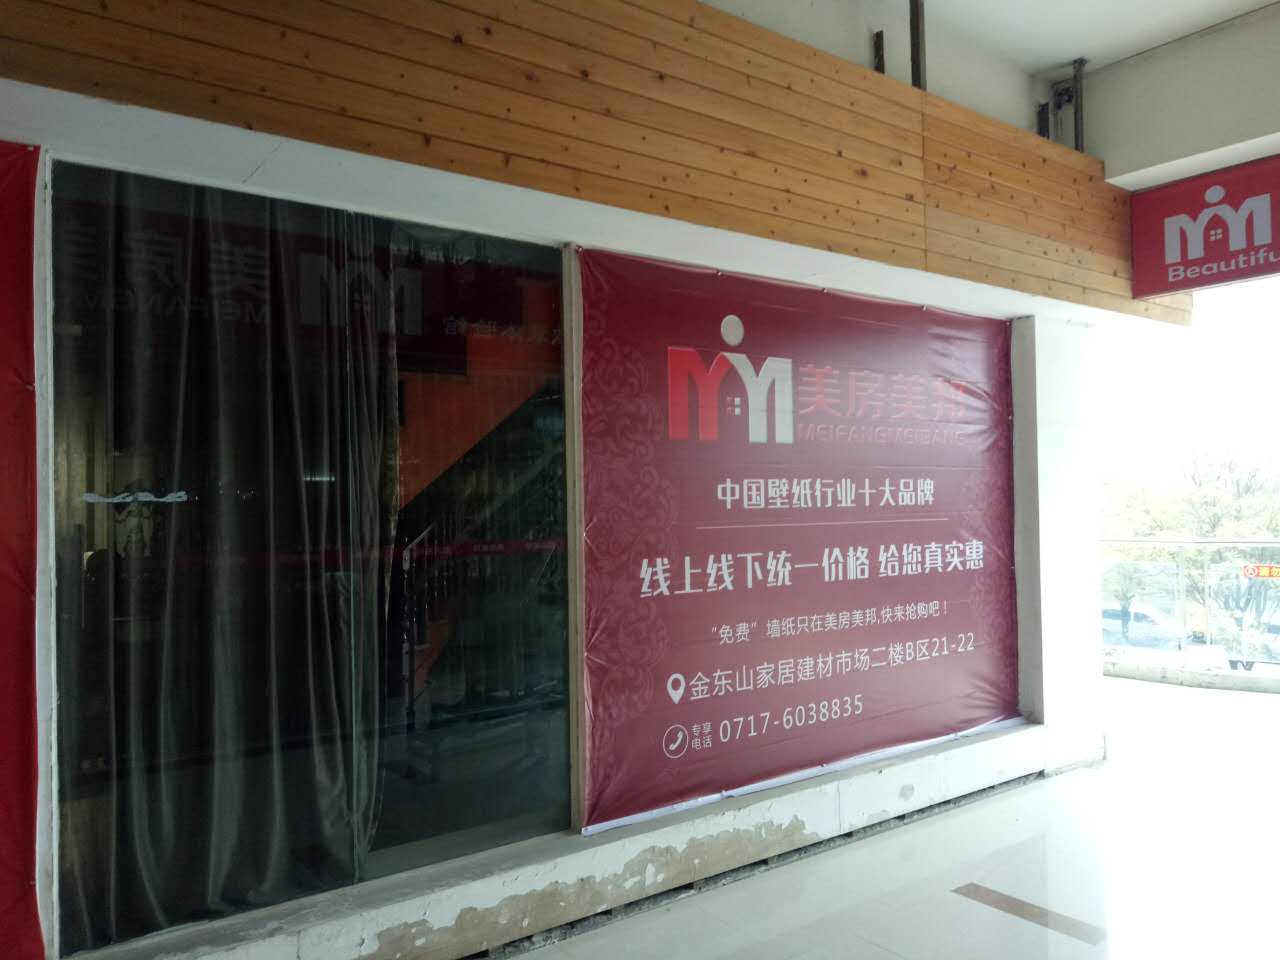 美房美邦
MEIFANGMEIBANG
中国壁纸行业十大品牌
线上线下统一价格 给您真实惠
“免费”墙纸只在美房美邦,快来抢购吧！
金东山家居建材市场二楼B区21-22
专享电话 0717-6038835
Beautifu
请勿